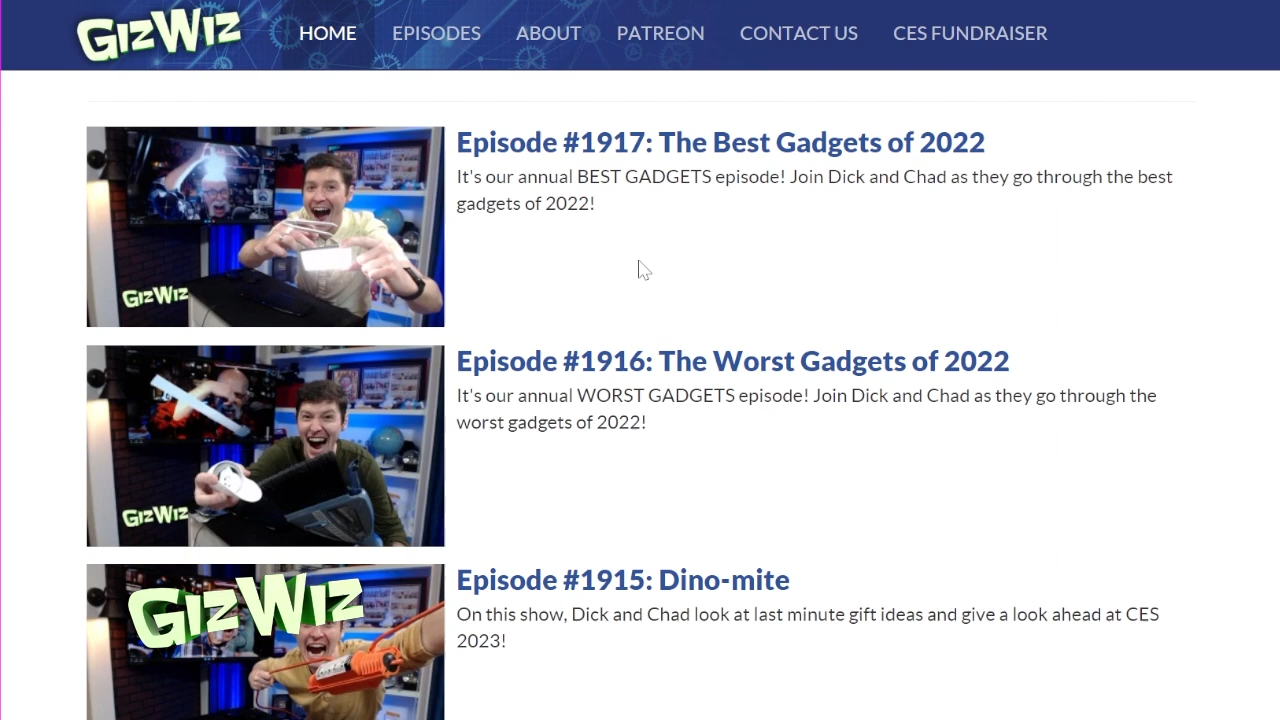 GIZWIZ
HOME EPISODES ABOUT PATREON CONTACT US CES FUNDRAISER
Episode #1917: The Best Gadgets of 2022
It's our annual BEST GADGETS episode! Join Dick and Chad as they go through the best
gadgets of 2022!
GIZWIZ
Episode #1916: The Worst Gadgets of 2022
It's our annual WORST GADGETS episode! Join Dick and Chad as they go through the
worst gadgets of 2022!
GIZWIZ
Episode #1915: Dino-mite
On this show, Dick and Chad look at last minute gift ideas and give a look ahead at CES
2023!
GIZWIZ